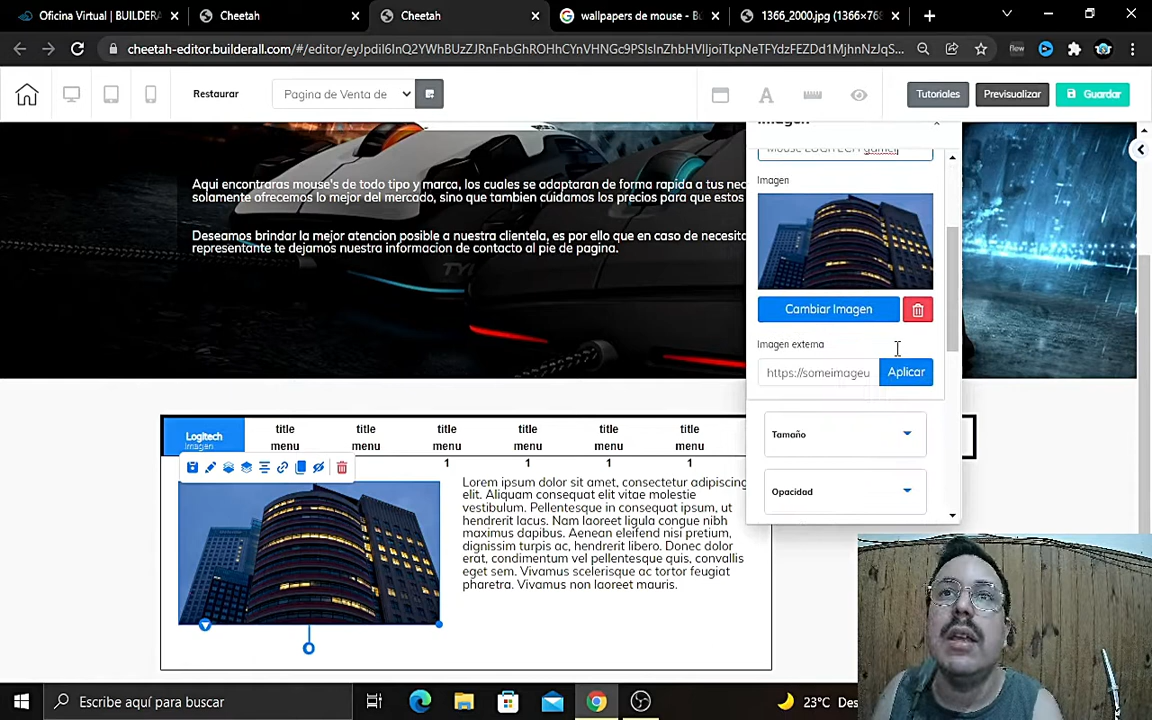 Oficina Virtual | BUILDERALL
Cheetah
Cheetah
wallpapers de mouse - B
1366_2000.jpg (1366×76
cheetah-editor.builderall.com/#/editor/
Restaurar
Pagina de Venta de
Tutoriales
Previsualizar
Guardar
Imagen
Mouse LOGITECH gamer
Imagen
Aqui encontraras mouse's de todo tipo y marca, los cuales se adaptaran de forma rapida a tus nec
solamente ofrecemos lo mejor del mercado, sino que tambien cuidamos los precios para que estos
Deseamos brindar la mejor atencion posible a nuestra clientela, es por ello que en caso de necesit
representante te dejamos nuestra informacion de contacto al pie de pagina.
Cambiar Imagen
Imagen externa
https://someimageu
Aplicar
Tamaño
Opacidad
Logitech
Imagen
title
menu
title
menu
title
menu
1
title
menu
1
title
menu
1
title
menu
1
Lorem ipsum dolor sit amet, consectetur adipiscing
elit. Aliquam consequat elit vitae molestie
vestibulum. Pellentesque in consequat ipsum, ut
hendrerit lacus. Nam laoreet ligula congue nibh
maximus dapibus. Aenean eleifend nisi pretium,
dignissim turpis ac, hendrerit libero. Donec dolor
erat, condimentum vel pellentesque quis, convallis
eget sem. Vivamus scelerisque ac tortor feugiat
pharetra. Vivamus non laoreet mauris.
Escribe aquí para buscar
23°C